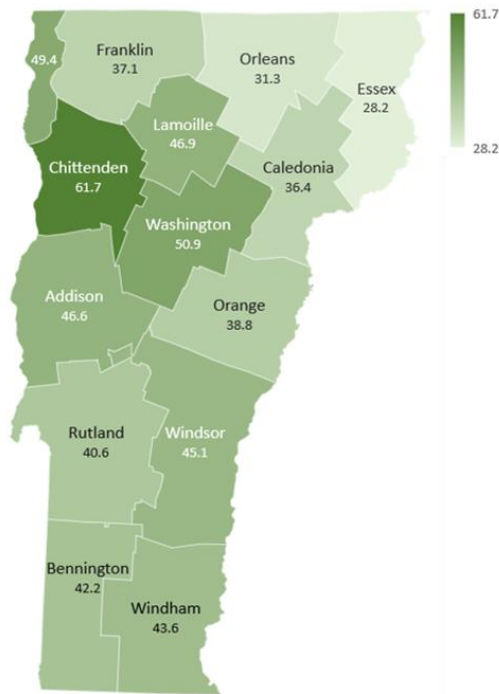 61.7
28.2
49.4
Franklin
37.1
Orleans
31.3
Essex
28.2
Lamoille
46.9
Chittenden
61.7
Caledonia
36.4
Washington
50.9
Addison
46.6
Orange
38.8
Rutland
40.6
Windsor
45.1
Bennington
42.2
Windham
43.6